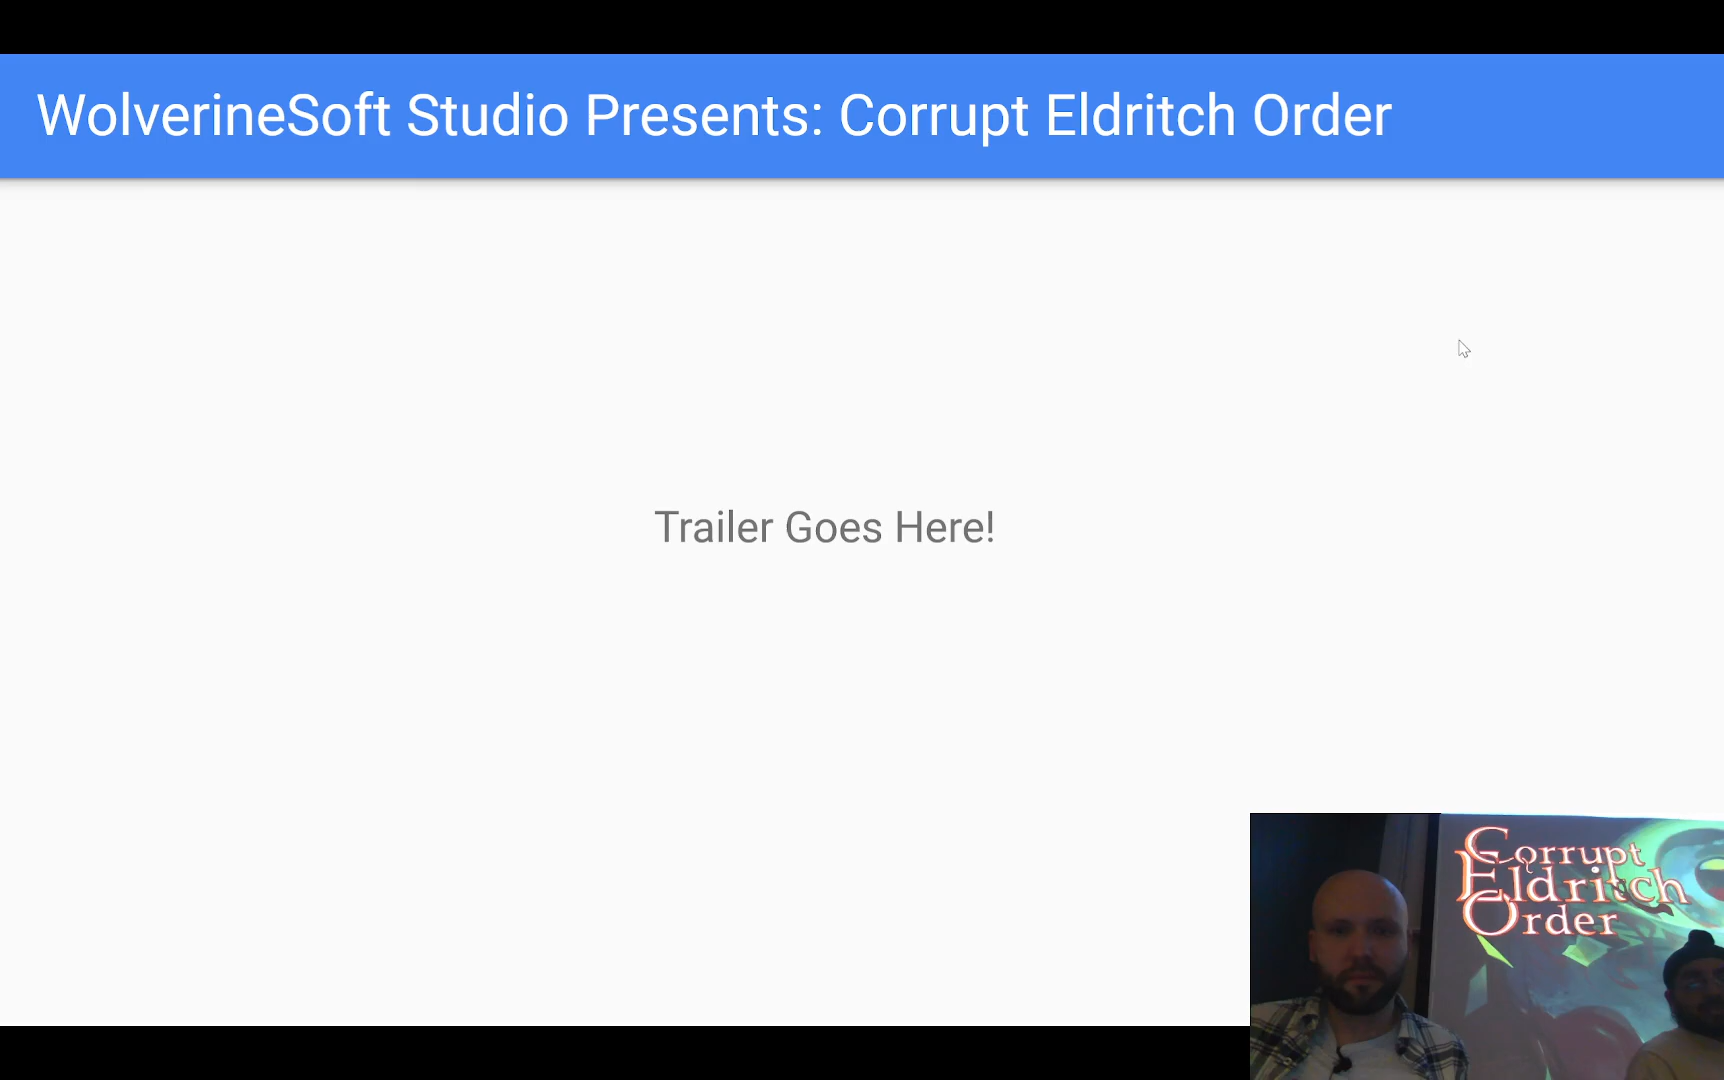 WolverineSoft Studio Presents: Corrupt Eldritch Order
Trailer Goes Here!
Corrupt
Eldritch
Order